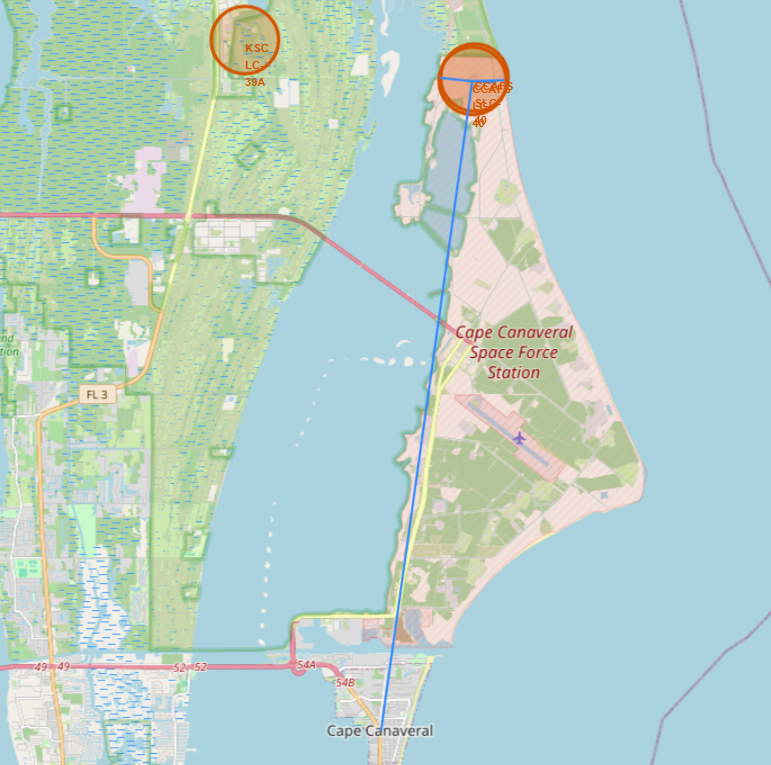 KSC
LC-
39A
CCAFS
SLC-
40
Cape Canaveral
Space Force
Station
FL 3
49
49
52
52
54A
54B
Cape Canaveral